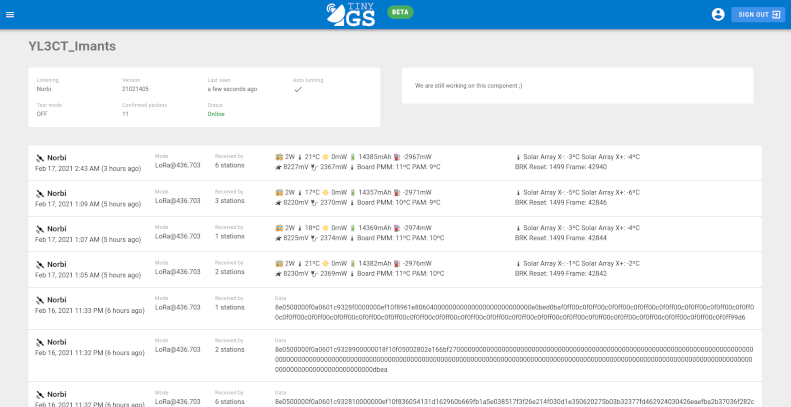 TINY
GS
BETA
SIGN OUT
YL3CT_Imants
Listening
Norbi
Version
21021405
Last seen
a few seconds ago
Auto tunning
Test mode
OFF
Confirmed packets
11
Status
Online
We are still working on this component ;)
Norbi
Feb 17, 2021 2:43 AM (3 hours ago)
Mode
LoRa@436.703
Received by
6 stations
2W 21ºC 0mW 14385mAh -2967mW
8227mV 2367mW Board PMM: 11ºC PAM: 9ºC
Solar Array X-: -3ºC Solar Array X+: -4ºC
BRK Reset: 1499 Frame: 42940
Norbi
Feb 17, 2021 1:09 AM (5 hours ago)
Mode
LoRa@436.703
Received by
3 stations
2W 17ºC 0mW 14357mAh -2971mW
8220mV 2370mW Board PMM: 10ºC PAM: 9ºC
Solar Array X-: -5ºC Solar Array X+: -6ºC
BRK Reset: 1499 Frame: 42846
Norbi
Feb 17, 2021 1:07 AM (5 hours ago)
Mode
LoRa@436.703
Received by
1 stations
2W 18ºC 0mW 14369mAh -2974mW
8225mV 2374mW Board PMM: 11ºC PAM: 10ºC
Solar Array X-: -3ºC Solar Array X+: -4ºC
BRK Reset: 1499 Frame: 42844
Norbi
Feb 17, 2021 1:05 AM (5 hours ago)
Mode
LoRa@436.703
Received by
2 stations
2W 21ºC 0mW 14382mAh -2976mW
8230mV 2369mW Board PMM: 11ºC PAM: 10ºC
Solar Array X-: -1ºC Solar Array X+: -2ºC
BRK Reset: 1499 Frame: 42842
Norbi
Feb 16, 2021 11:33 PM (6 hours ago)
Mode
LoRa@436.703
Received by
1 stations
Data
Norbi
Feb 16, 2021 11:32 PM (6 hours ago)
Mode
LoRa@436.703
Received by
2 stations
Data
Norbi
Feb 16, 2021 11:32 PM (6 hours ago)
Mode
LoRa@436.703
Received by
6 stations
Data